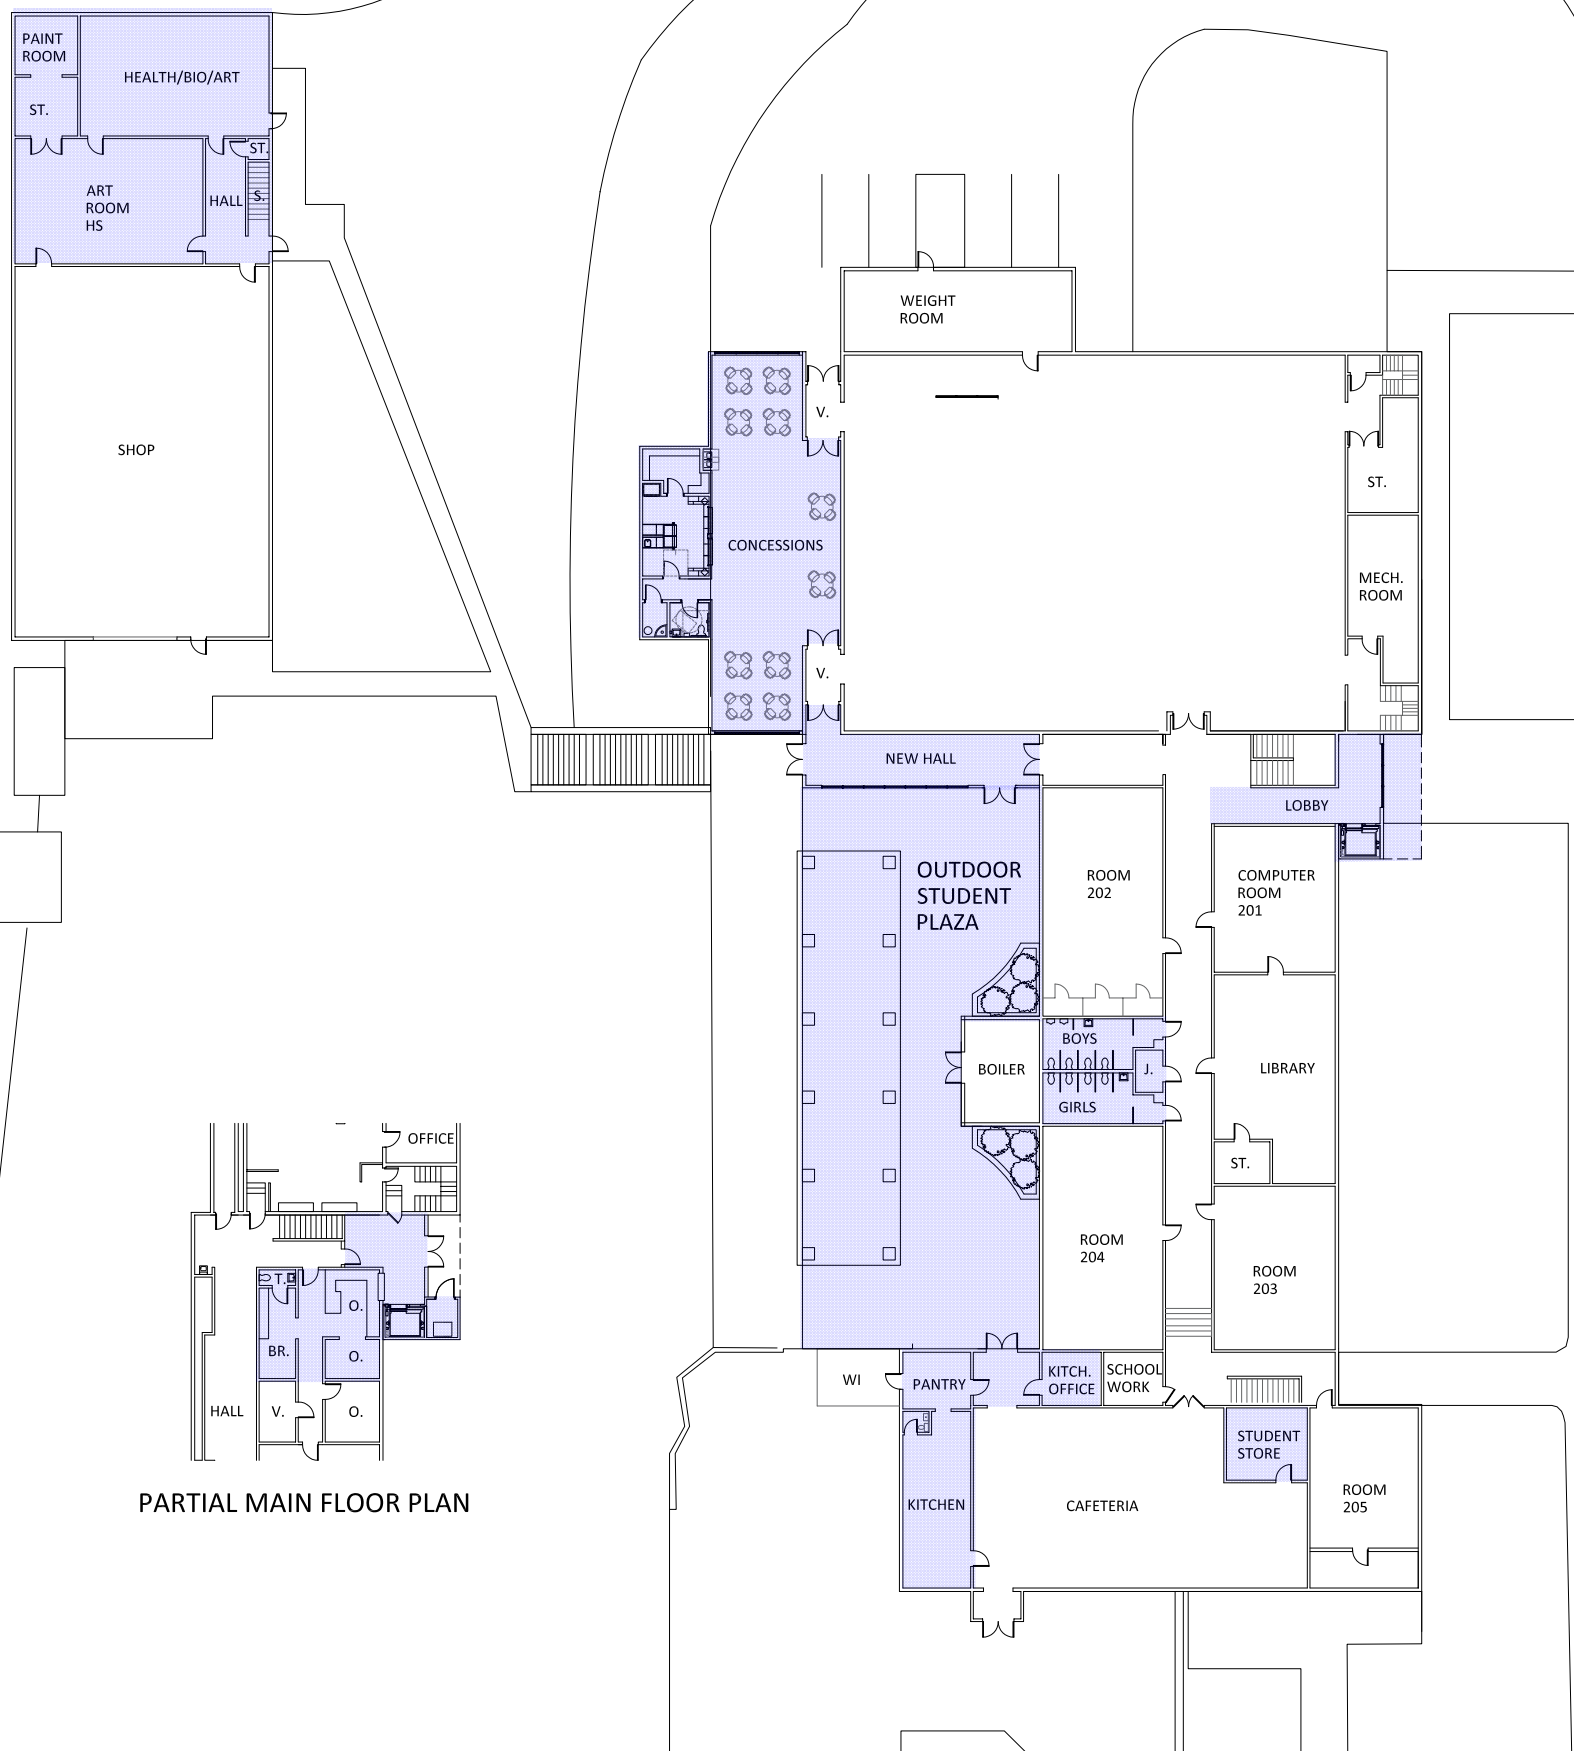 PAINT
ROOM
HEALTH/BIO/ART
ST.
ST.
ART
ROOM
HS
HALL
S.
SHOP
WEIGHT
ROOM
V.
ST.
CONCESSIONS
MECH.
ROOM
V.
NEW HALL
LOBBY
OUTDOOR
STUDENT
PLAZA
ROOM
202
COMPUTER
ROOM
201
BOYS
BOILER
J.
LIBRARY
GIRLS
ST.
ROOM
204
ROOM
203
WI
PANTRY
KITCH.
OFFICE
SCHOOL
WORK
STUDENT
STORE
KITCHEN
CAFETERIA
ROOM
205
OFFICE
T.
O.
BR.
O.
HALL
V.
O.
PARTIAL MAIN FLOOR PLAN